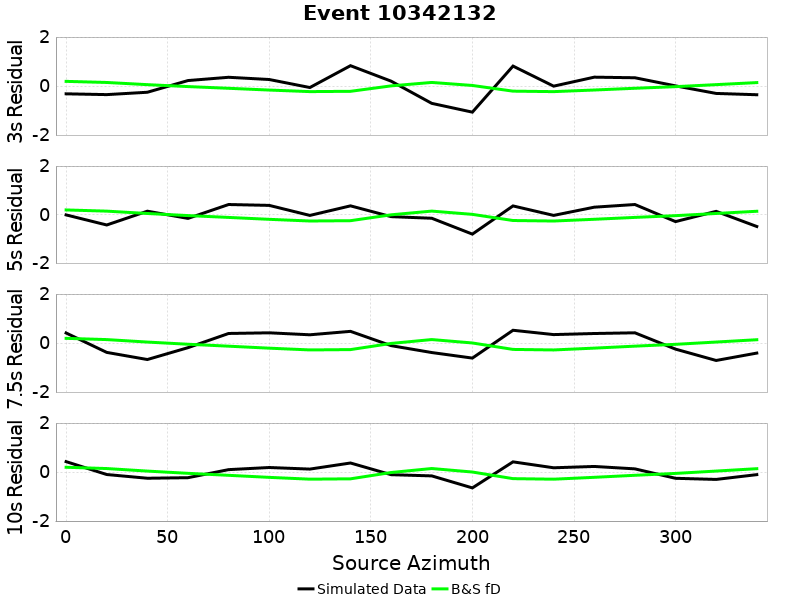 Event 10342132
3s Residual
2
0
-2
5s Residual
2
0
-2
7.5s Residual
2
0
-2
10s Residual
2
0
-2
0 50 100 150 200 250 300
Source Azimuth
Simulated Data B&S fD